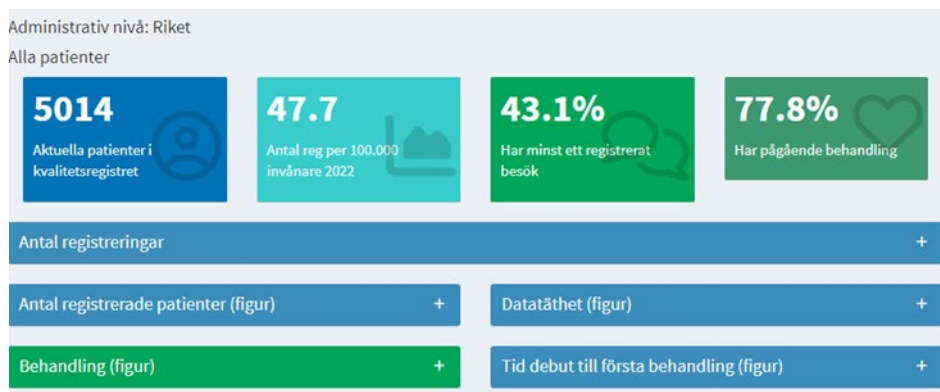 Administrativ nivå: Riket
Alla patienter
5014
Aktuella patienter i
kvalitetsregistret
47.7
Antal reg per 100.000
invånare 2022
43.1%
Har minst ett registrerat
besök
77.8%
Har pågående behandling
Antal registreringar +
Antal registrerade patienter (figur) +
Datatäthet (figur) +
Behandling (figur) +
Tid debut till första behandling (figur) +